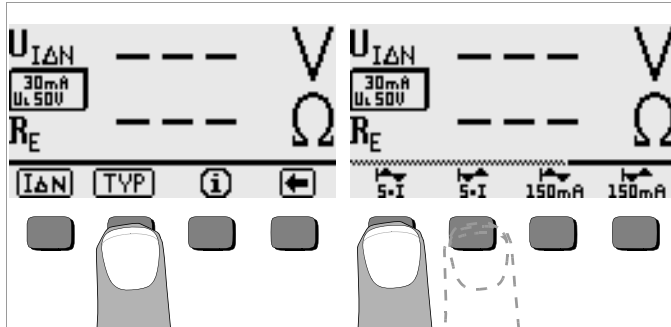 UIΔN V
30mA
UL 50V
RE Ω
IΔN TYP i
UIΔN V
30mA
UL 50V
RE Ω
5•I 5•I 150mA 150mA